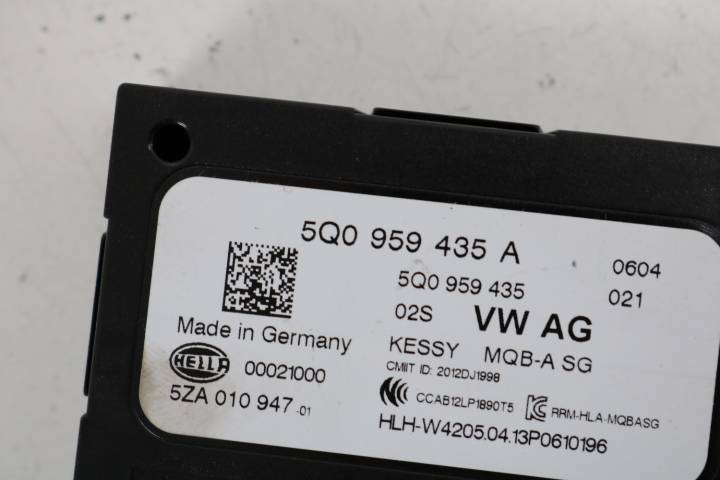 5Q0 959 435 A
0604
5Q0 959 435
021
02S VW AG
Made in Germany
KESSY MQB-A SG
HELLA 00021000
CMIIT ID: 2012DJ1998
CCAB12LP1890T5
RRM-HLA-MQBASG
5ZA 010 947 -01
HLH-W4205.04.13P0610196